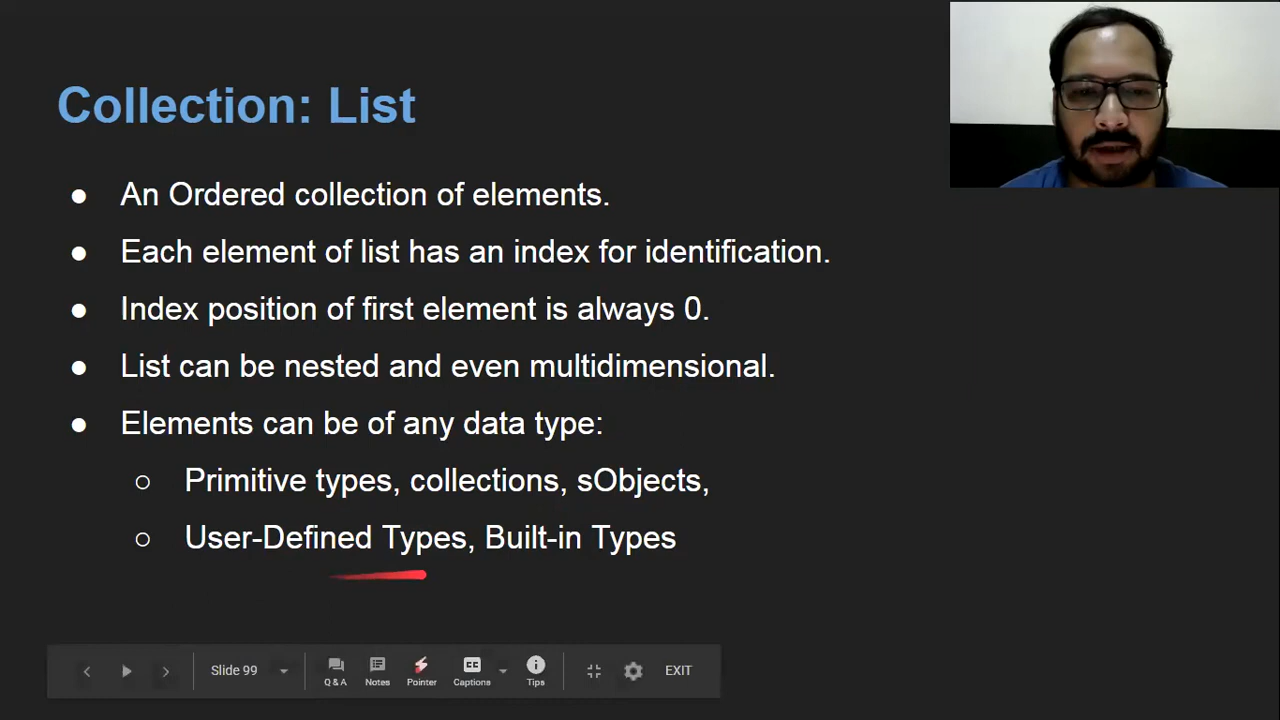 Collection: List
● An Ordered collection of elements.
● Each element of list has an index for identification.
● Index position of first element is always 0.
● List can be nested and even multidimensional.
● Elements can be of any data type:
○ Primitive types, collections, sObjects,
○ User-Defined Types, Built-in Types
Slide 99
Q & A
Notes
Pointer
CC
Captions
Tips
EXIT